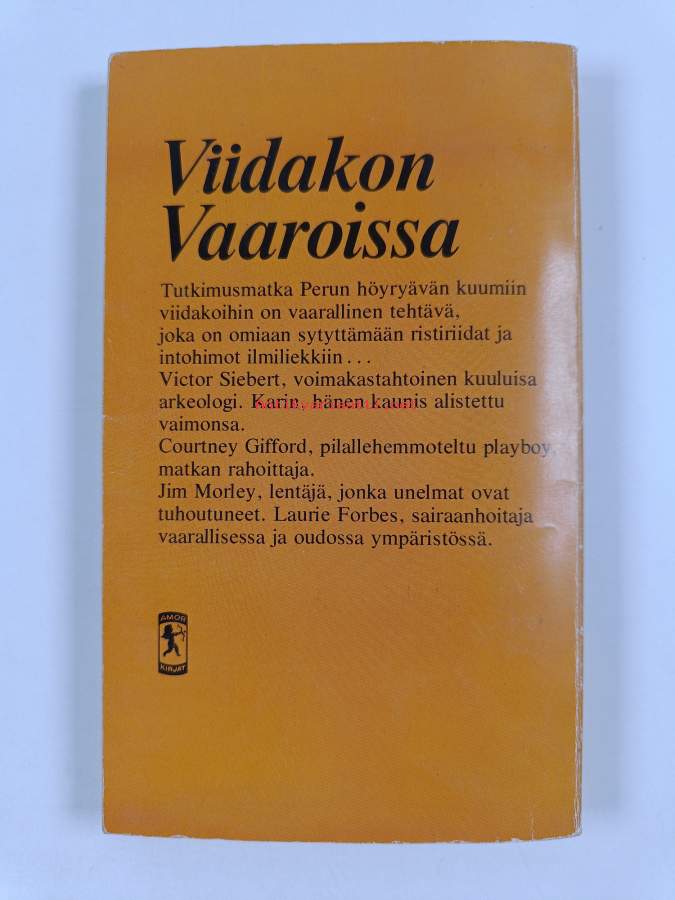 Viidakon
Vaaroissa
Tutkimusmatka Perun höyryävän kuumiin
viidakoihin on vaarallinen tehtävä,
joka on omiaan sytyttämään ristiriidat ja
intohimot ilmiliekkiin . . .
Victor Siebert, voimakastahtoinen kuuluisa
arkeologi. Karin, hänen kaunis alistettu
vaimonsa.
Courtney Gifford, pilallehemmoteltu playboy,
matkan rahoittaja.
Jim Morley, lentäjä, jonka unelmat ovat
tuhoutuneet. Laurie Forbes, sairaanhoitaja
vaarallisessa ja oudossa ympäristössä.
AMOR
KIRJAT